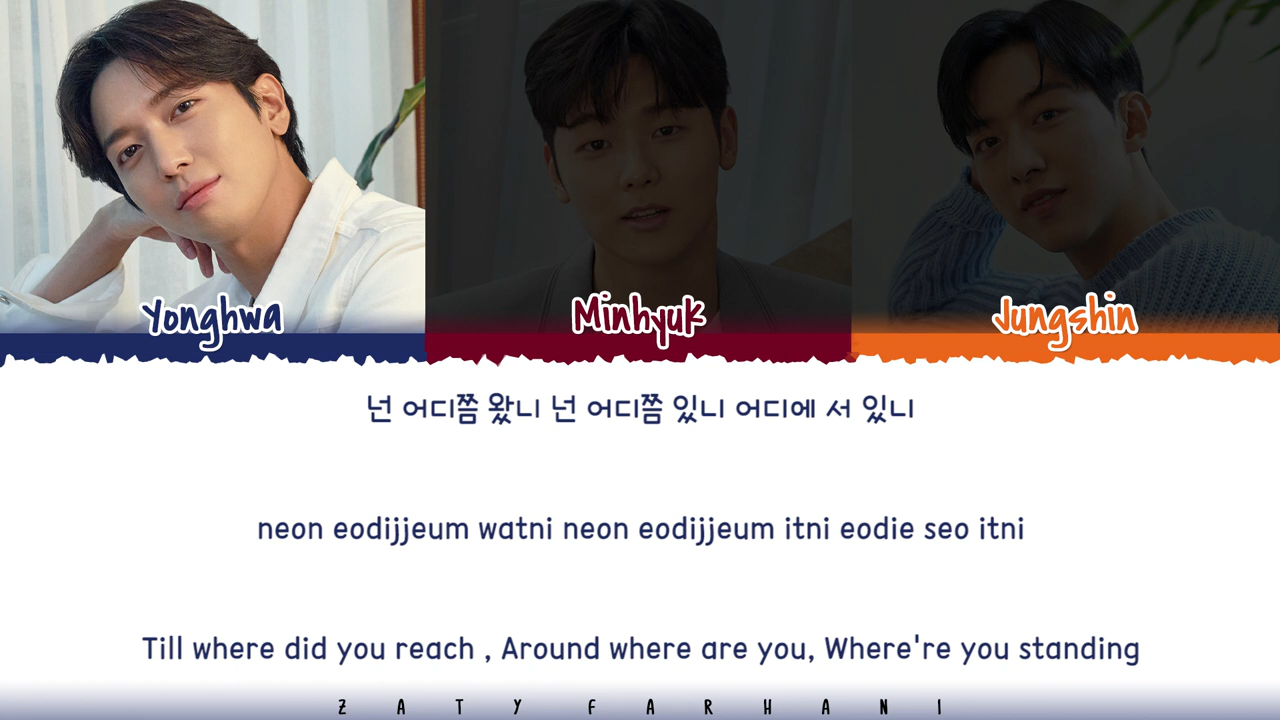 Yonghwa Minhyuk Jungshin
넌 어디쯤 왔니 넌 어디쯤 있니 어디에 서 있니
neon eodijjeum watni neon eodijjeum itni eodie seo itni
Till where did you reach , Around where are you, Where're you standing
ZATY FARHANI